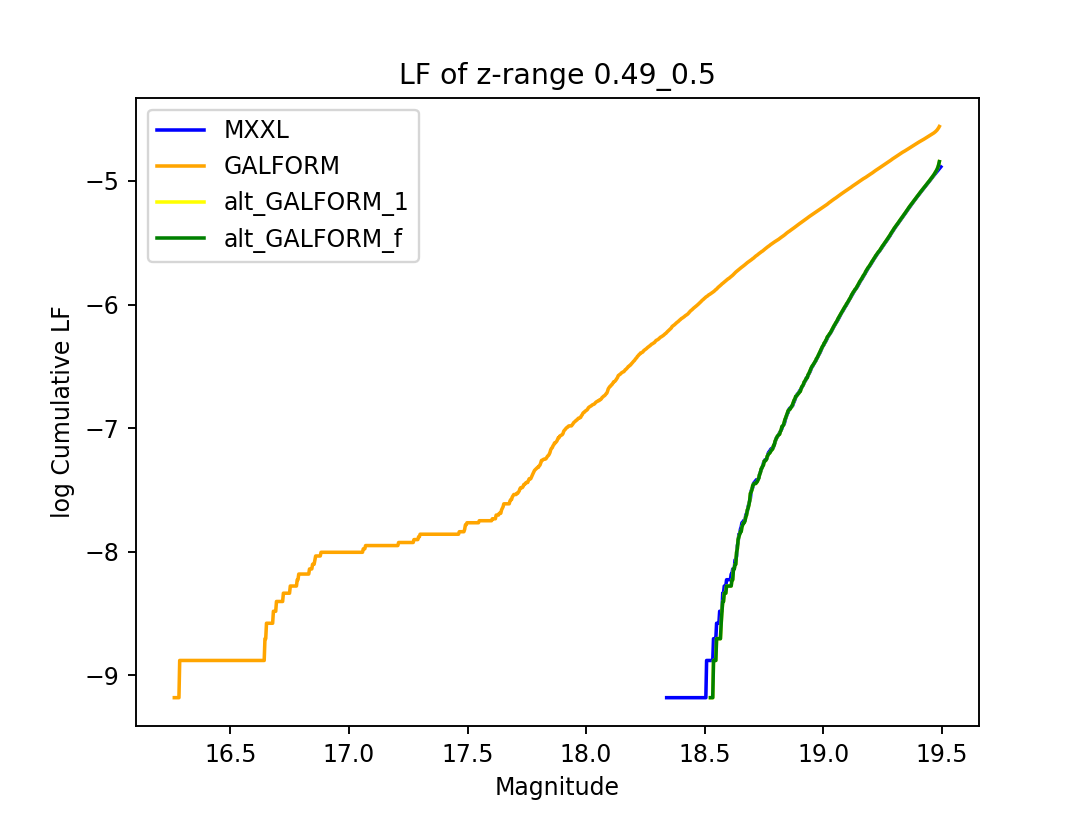 LF of z-range 0.49_0.5
MXXL
GALFORM
alt_GALFORM_1
alt_GALFORM_f
log Cumulative LF
−5
−6
−7
−8
−9
16.5 17.0 17.5 18.0 18.5 19.0 19.5
Magnitude